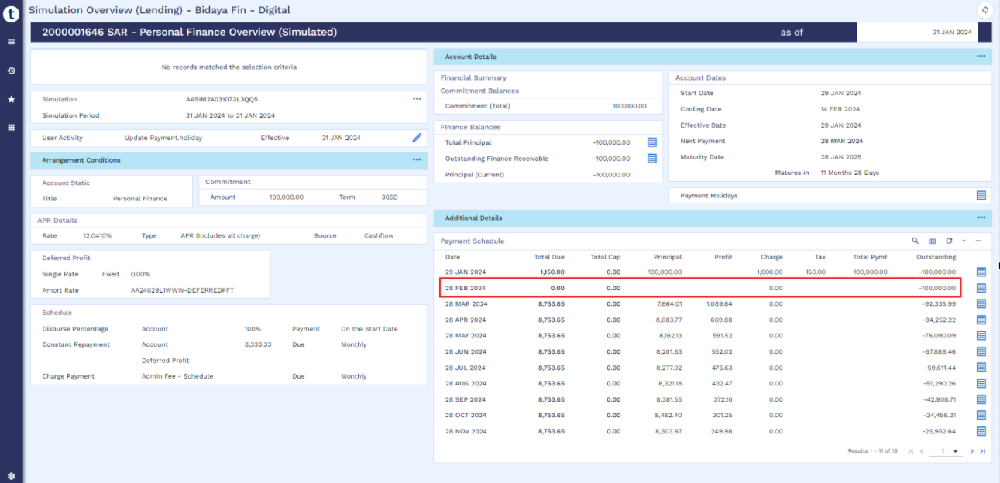 t
Simulation Overview (Lending) - Bidaya Fin - Digital
2000001646 SAR - Personal Finance Overview (Simulated) as of 31 JAN 2024
No records matched the selection criteria
Simulation AASIM24031073L3QQ5
Simulation Period 31 JAN 2024 to 31 JAN 2024
User Activity Update Payment.holiday Effective 31 JAN 2024
Arrangement Conditions
Account Static
Title Personal Finance
Commitment
Amount 100,000.00 Term 365D
APR Details
Rate 12.0410% Type APR (Includes all charge) Source Cashflow
Deferred Profit
Single Rate Fixed 0.00%
Amort Rate AA24029L1WWW-DEFERREDPFT
Schedule
Disburse Percentage Account 100% Payment On the Start Date
Constant Repayment Account 8,333.33 Due Monthly
Deferred Profit
Charge Payment Admin Fee - Schedule Due Monthly
Account Details
Financial Summary
Commitment Balances
Commitment (Total) 100,000.00
Finance Balances
Total Principal -100,000.00
Outstanding Finance Receivable -100,000.00
Principal (Current) -100,000.00
Account Dates
Start Date 29 JAN 2024
Cooling Date 14 FEB 2024
Effective Date 29 JAN 2024
Next Payment 28 MAR 2024
Maturity Date 28 JAN 2025
Matures in 11 Months 28 Days
Payment Holidays
Additional Details
Payment Schedule
Date Total Due Total Cap Principal Profit Charge Tax Total Pymt Outstanding
29 JAN 2024 1,150.00 0.00 100,000.00 1,000.00 150.00 100,000.00 -100,000.00
28 FEB 2024 0.00 0.00 0.00 -100,000.00
28 MAR 2024 8,753.65 0.00 7,664.01 1,089.64 0.00 -92,335.99
28 APR 2024 8,753.65 0.00 8,083.77 669.88 0.00 -84,252.22
28 MAY 2024 8,753.65 0.00 8,162.13 591.52 0.00 -76,090.09
28 JUN 2024 8,753.65 0.00 8,201.63 552.02 0.00 -67,888.46
28 JUL 2024 8,753.65 0.00 8,277.02 476.63 0.00 -59,611.44
28 AUG 2024 8,753.65 0.00 8,321.18 432.47 0.00 -51,290.26
28 SEP 2024 8,753.65 0.00 8,381.55 372.10 0.00 -42,908.71
28 OCT 2024 8,753.65 0.00 8,452.40 301.25 0.00 -34,456.31
28 NOV 2024 8,753.65 0.00 8,503.67 249.98 0.00 -25,952.64
Results 1 - 11 of 13 1